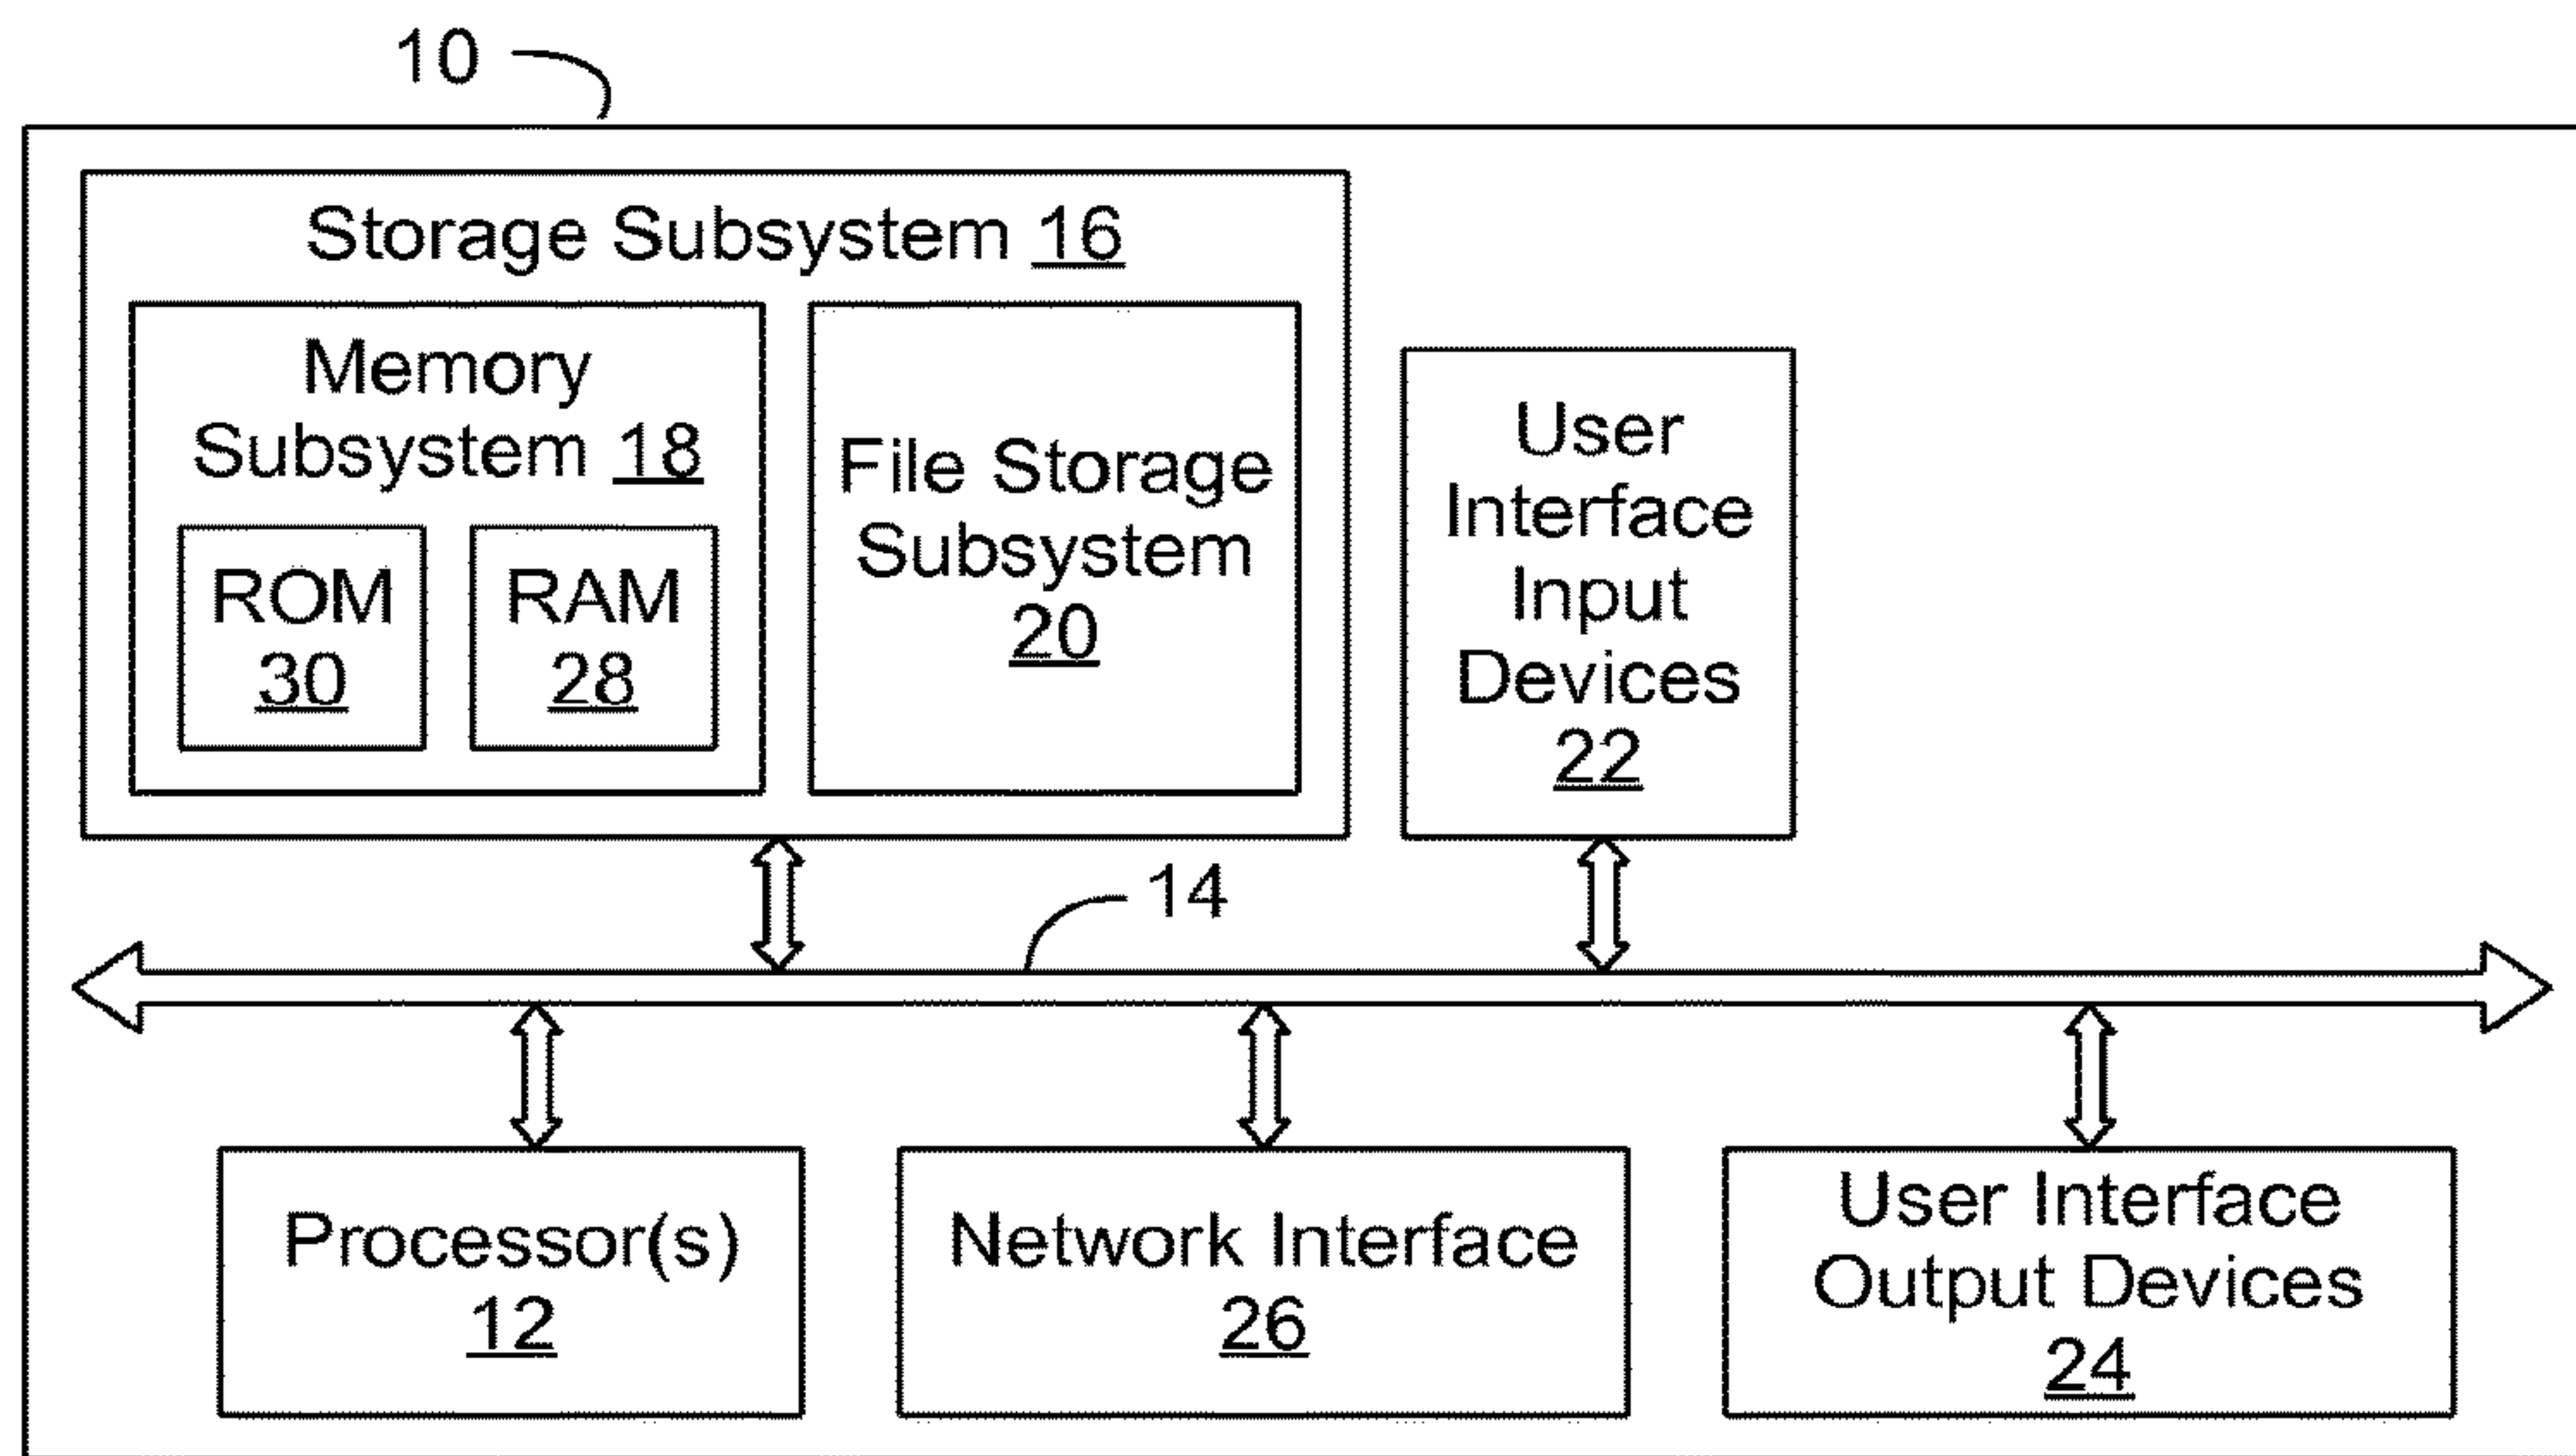 10
Storage Subsystem 16
Memory
Subsystem 18
ROM
30
RAM
28
File Storage
Subsystem
20
User
Interface
Input
Devices
22
14
Processor(s)
12
Network Interface
26
User Interface
Output Devices
24